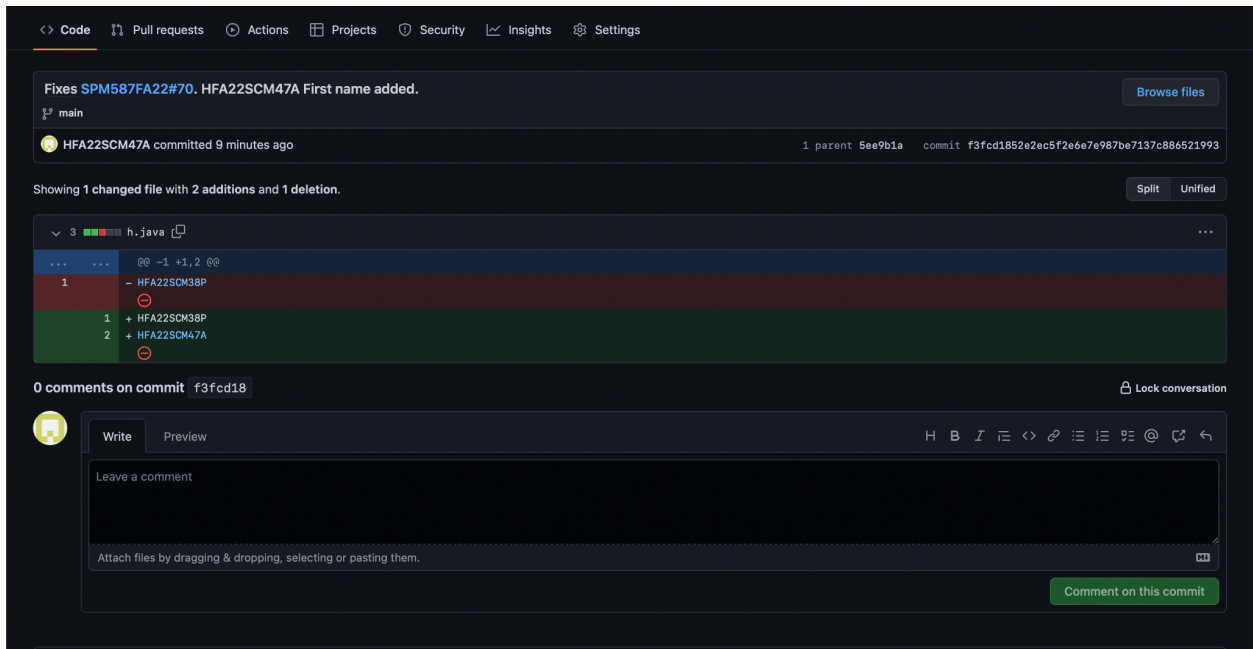 Code Pull requests Actions Projects Security Insights Settings
Fixes SPM587FA22#70. HFA22SCM47A First name added.
Browse files
main
HFA22SCM47A committed 9 minutes ago 1 parent 5ee9b1a commit f3fcd1852e2ec5f2e6e7e987be7137c886521993
Showing 1 changed file with 2 additions and 1 deletion.
Split Unified
3 h.java
... ... @@ -1 +1,2 @@
1 - HFA22SCM38P
1 + HFA22SCM38P
2 + HFA22SCM47A
0 comments on commit f3fcd18
Lock conversation
Write Preview
Leave a comment
Attach files by dragging & dropping, selecting or pasting them.
Comment on this commit